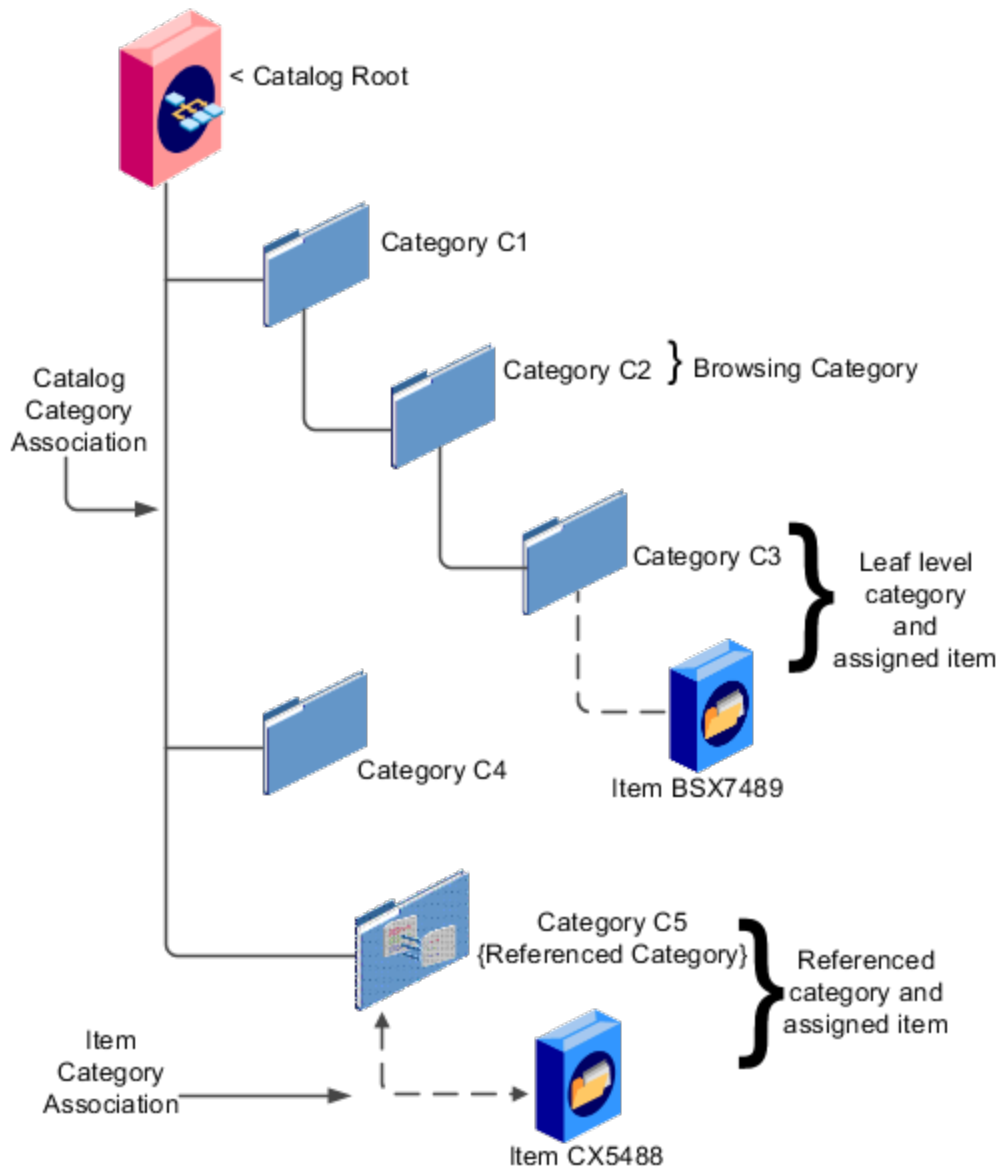 < Catalog Root
Category C1
Category C2 } Browsing Category
Catalog
Category
Association
Category C3
Leaf level
category
and
assigned item
Item BSX7489
Category C4
Category C5
{Referenced Category}
Referenced
category and
assigned item
Item
Category
Association
Item CX5488